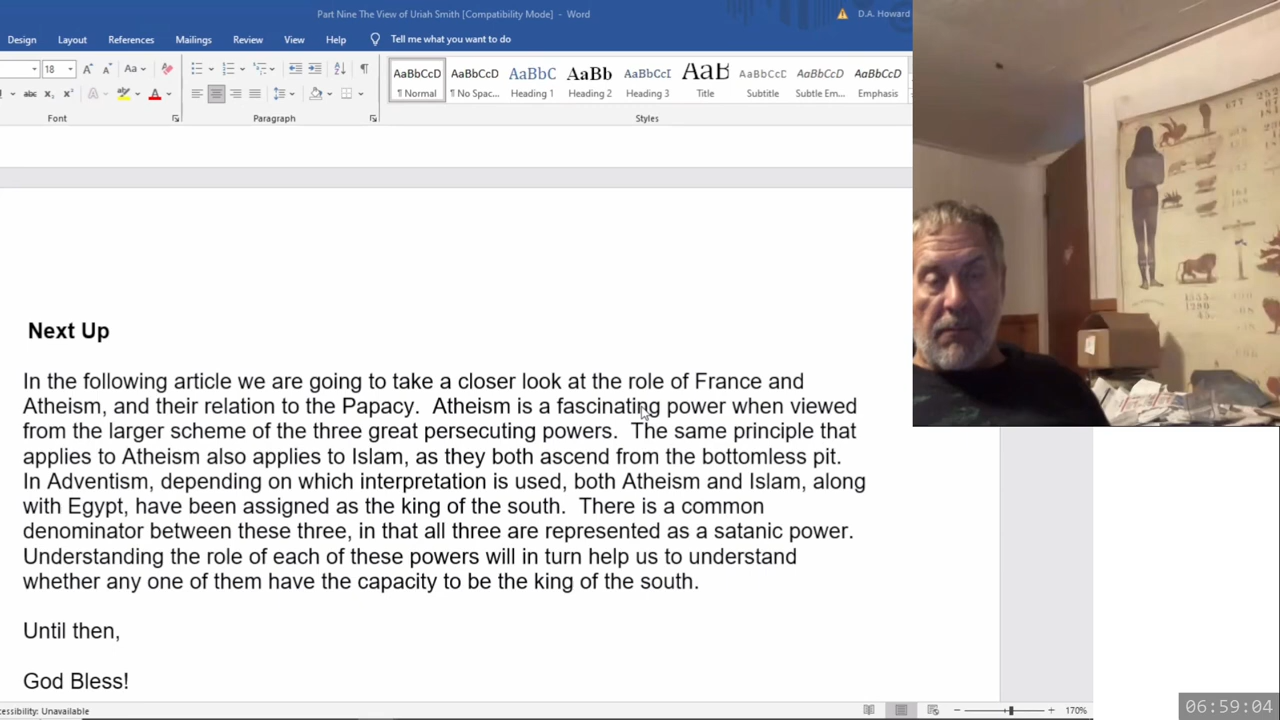 Part Nine The View of Uriah Smith [Compatibility Mode] - Word
D.A. Howard
Design Layout References Mailings Review View Help Tell me what you want to do
18 Aa
abc x₂ x² A
AaBbCcD AaBbCcD AaBbC AaBb AaBbCcI AaB AaBbCcD AaBbCcD AaBbCcD
¶ Normal ¶ No Spac... Heading 1 Heading 2 Heading 3 Title Subtitle Subtle Em... Emphasis
Font Paragraph Styles
Next Up
In the following article we are going to take a closer look at the role of France and
Atheism, and their relation to the Papacy. Atheism is a fascinating power when viewed
from the larger scheme of the three great persecuting powers. The same principle that
applies to Atheism also applies to Islam, as they both ascend from the bottomless pit.
In Adventism, depending on which interpretation is used, both Atheism and Islam, along
with Egypt, have been assigned as the king of the south. There is a common
denominator between these three, in that all three are represented as a satanic power.
Understanding the role of each of these powers will in turn help us to understand
whether any one of them have the capacity to be the king of the south.
Until then,
God Bless!
cessibility: Unavailable
170%
677
1335
1290
45
06:59:04